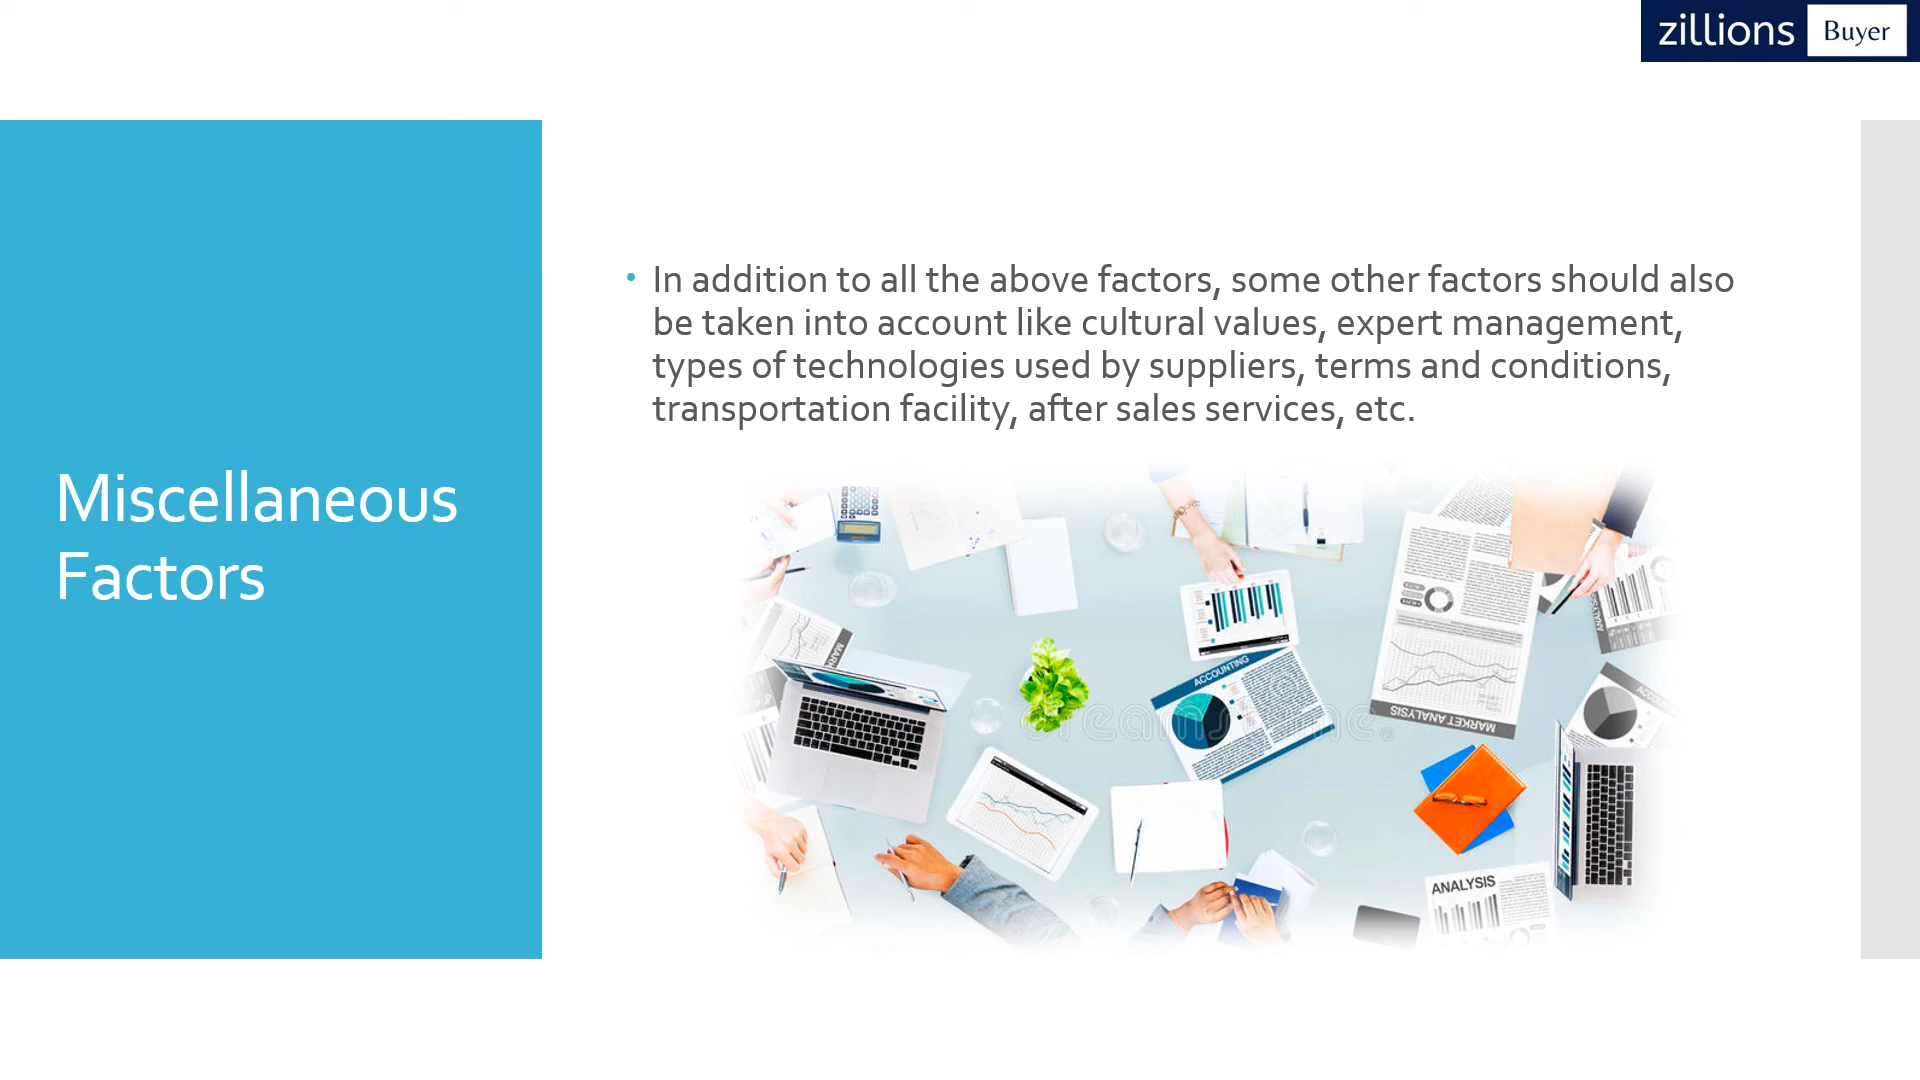 zillions Buyer
Miscellaneous
Factors
• In addition to all the above factors, some other factors should also
be taken into account like cultural values, expert management,
types of technologies used by suppliers, terms and conditions,
transportation facility, after sales services, etc.
ACCOUNTING
MARKET ANALYSIS
ANALYSIS
ANALYSIS